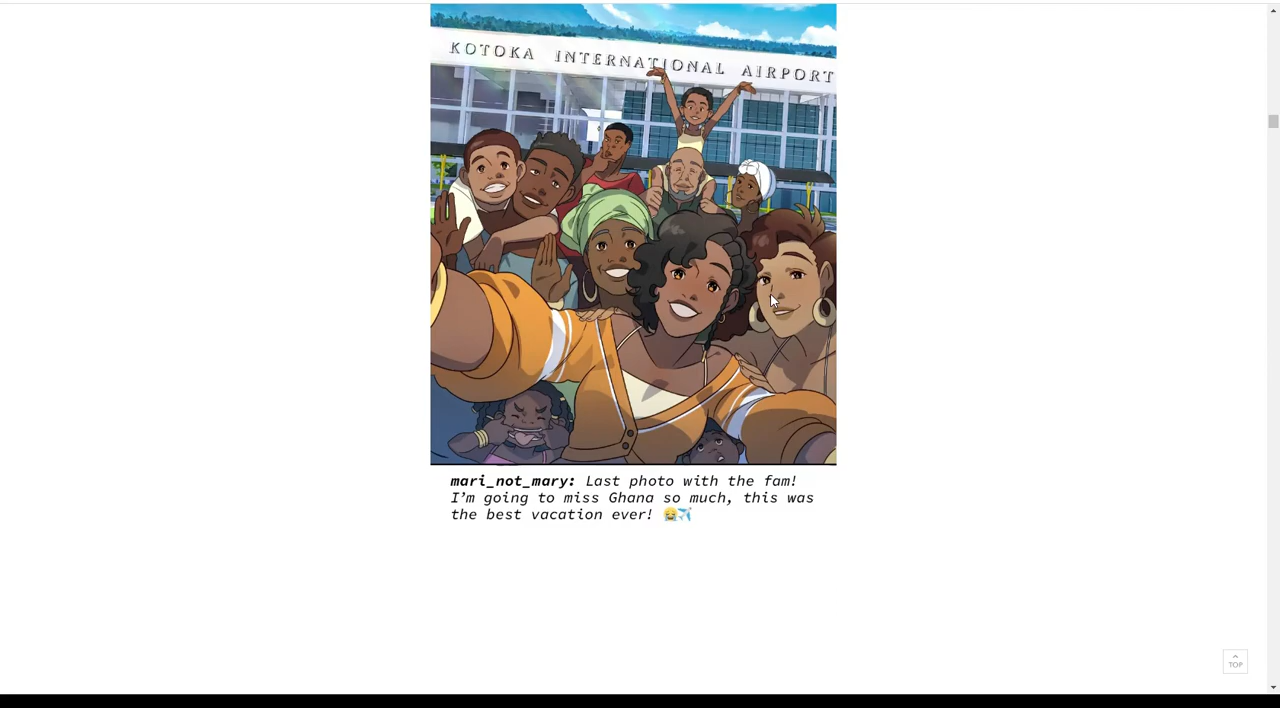 KOTOKA INTERNATIONAL AIRPORT
mari_not_mary: Last photo with the fam!
I’m going to miss Ghana so much, this was
the best vacation ever! 😭✈️
TOP